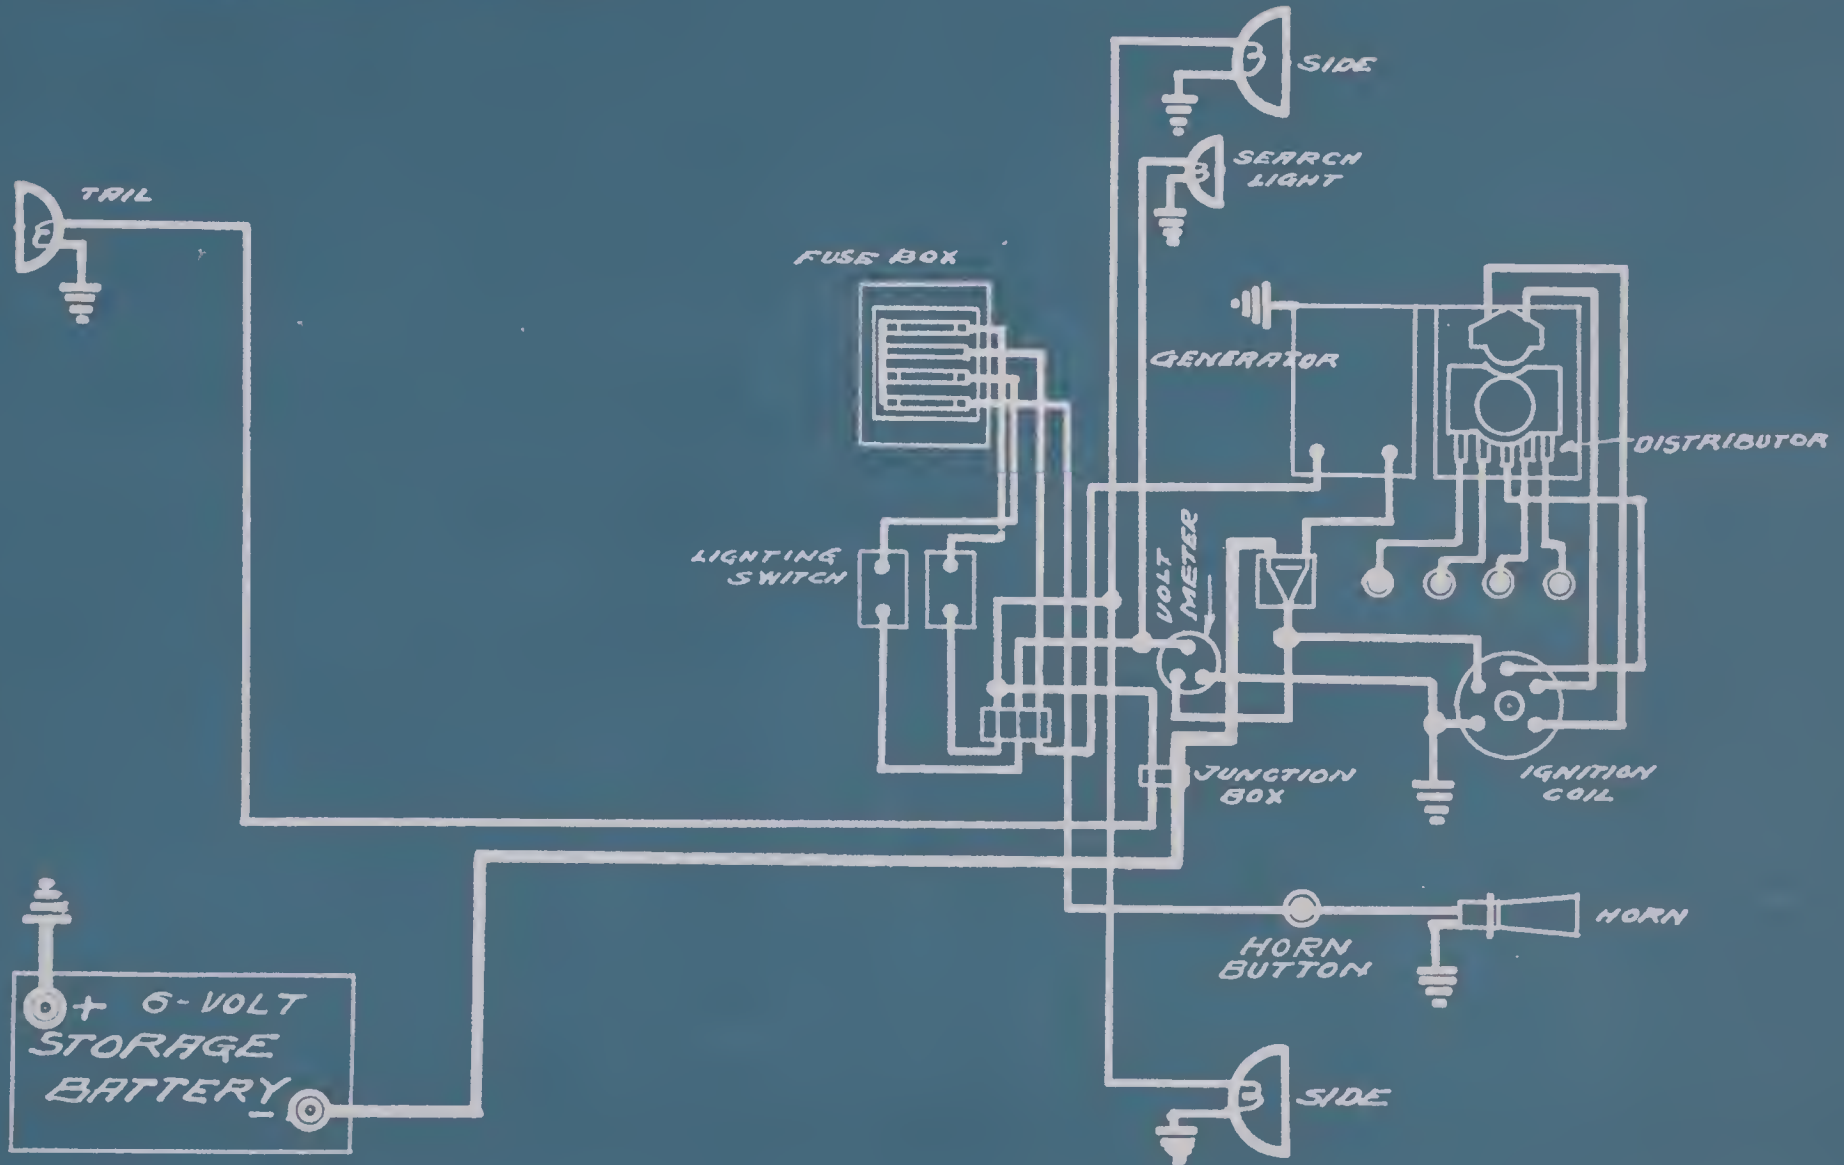 SIDE
SEARCH
LIGHT
TAIL
FUSE BOX
GENERATOR
DISTRIBUTOR
LIGHTING
SWITCH
VOLT
METER
JUNCTION
BOX
IGNITION
COIL
HORN
HORN
BUTTON
+ 6-VOLT
STORAGE
BATTERY -
SIDE